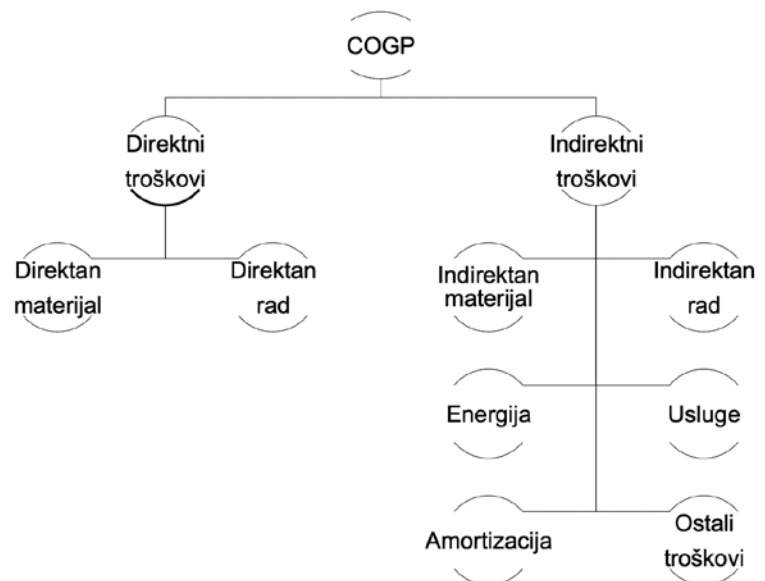 COGP
Direktni
troškovi
Indirektni
troškovi
Direktan
materijal
Direktan
rad
Indirektan
materijal
Indirektan
rad
Energija
Usluge
Amortizacija
Ostali
troškovi